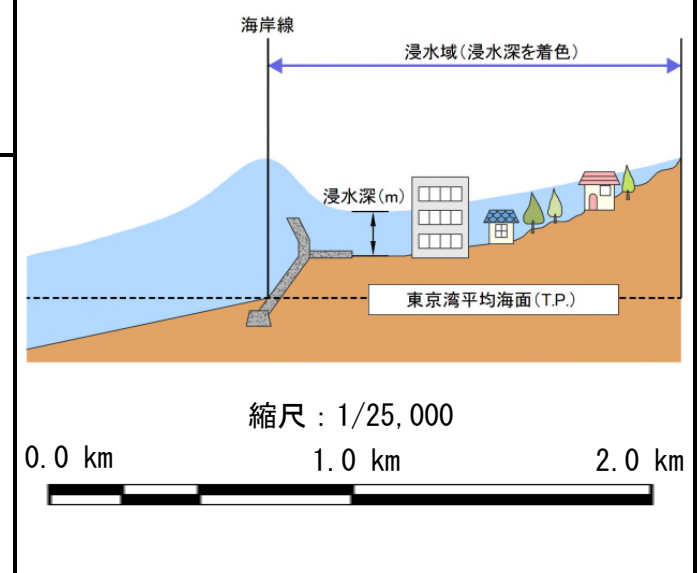 海岸線
浸水域(浸水深を着色)
浸水深(m)
東京湾平均海面(T.P.)
縮尺：1/25,000
0.0 km 1.0 km 2.0 km